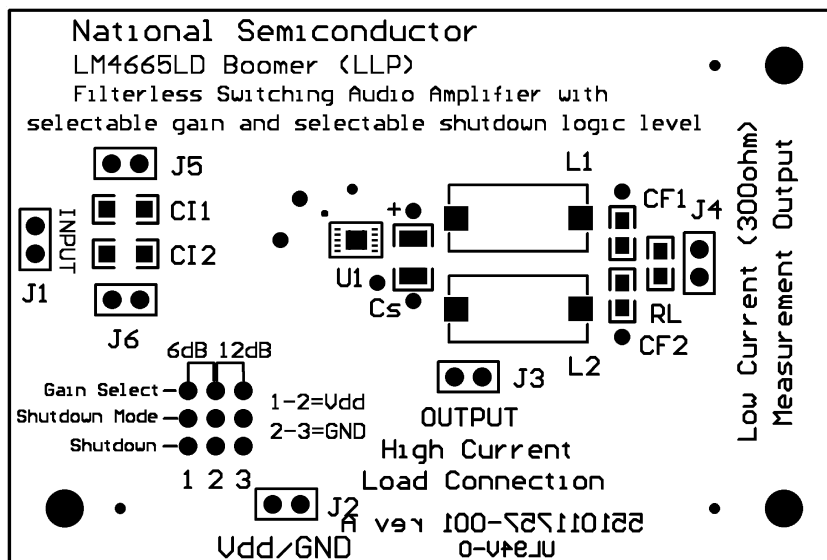 National Semiconductor
LM4665LD Boomer (LLP)
Filterless Switching Audio Amplifier with
selectable gain and selectable shutdown logic level
J5
L1
CI1
CF1
J4
INPUT
+
CI2
U1
J1
Cs
RL
J6
CF2
L2
6dB 12dB
J3
Gain Select
1-2=Vdd
Shutdown Mode
OUTPUT
2-3=GND
Shutdown
High Current
Load Connection
1 2 3
J2
551011757-001 rev A
Vdd/GND
UL94V-0
Low Current (300ohm)
Measurement Output